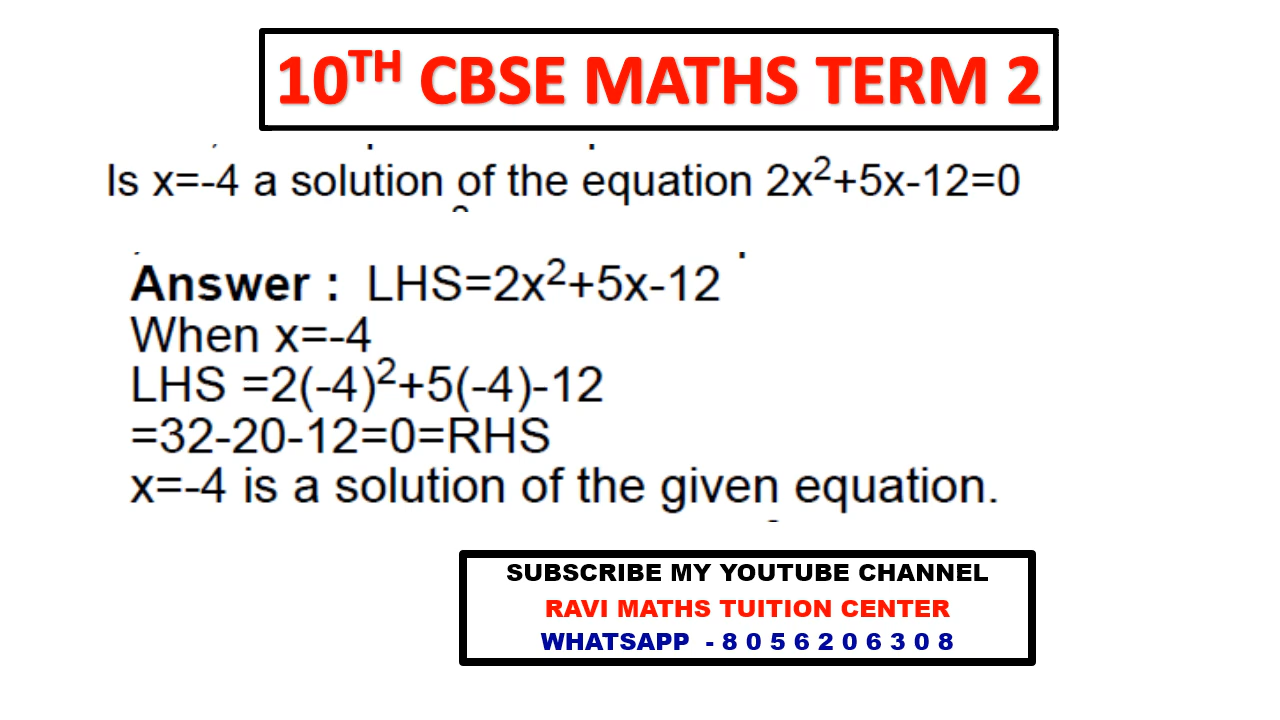 10TH CBSE MATHS TERM 2
Is x=-4 a solution of the equation 2x²+5x-12=0
Answer : LHS=2x²+5x-12
When x=-4
LHS =2(-4)²+5(-4)-12
=32-20-12=0=RHS
x=-4 is a solution of the given equation.
SUBSCRIBE MY YOUTUBE CHANNEL
RAVI MATHS TUITION CENTER
WHATSAPP - 8 0 5 6 2 0 6 3 0 8